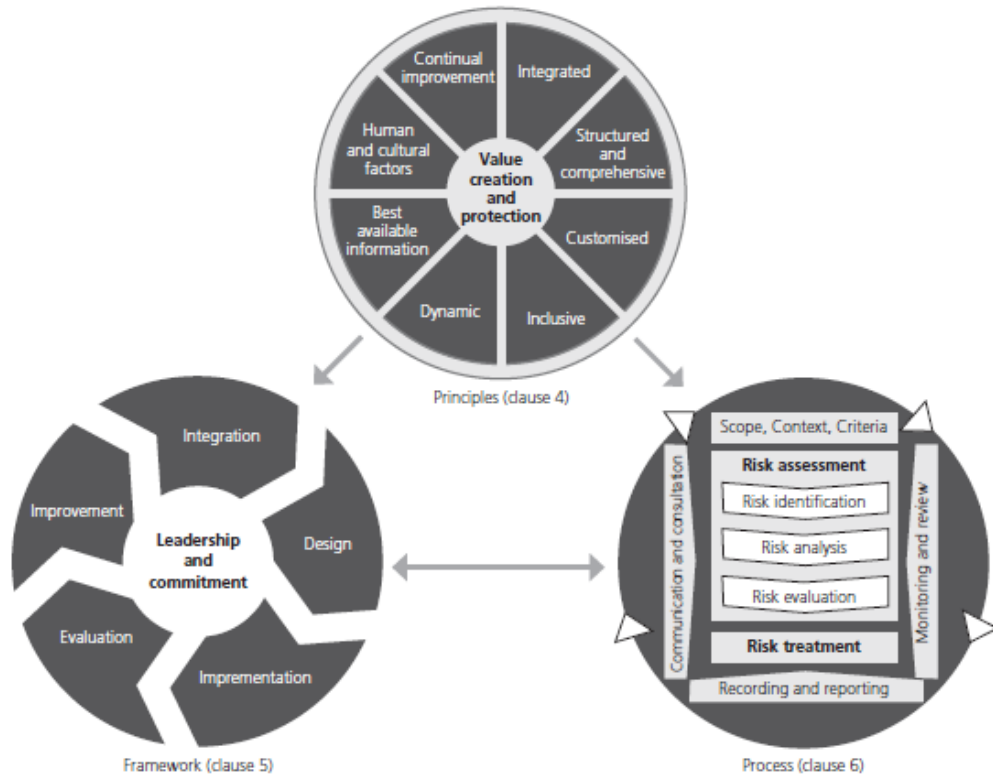 Continual
improvement
Integrated
Human
and cultural
factors
Structured
and
comprehensive
Value
creation
and
protection
Best
available
information
Customised
Dynamic
Inclusive
Principles (clause 4)
Integration
Improvement
Design
Leadership
and
commitment
Evaluation
Imprementation
Framework (clause 5)
Scope, Context, Criteria
Risk assessment
Risk identification
Risk analysis
Risk evaluation
Risk treatment
Communication and consultation
Monitoring and review
Recording and reporting
Process (clause 6)